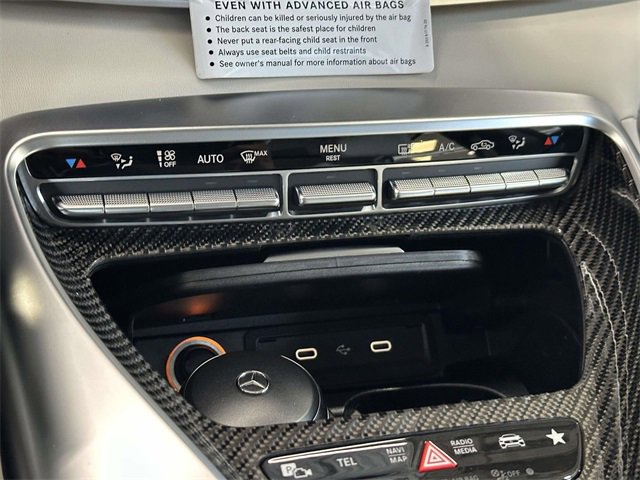 EVEN WITH ADVANCED AIR BAGS
• Children can be killed or seriously injured by the air bag
• The back seat is the safest place for children
• Never put a rear-facing child seat in the front
• Always use seat belts and child restraints
• See owner's manual for more information about air bags
OFF
AUTO
MAX
MENU
REST
A/C
P
TEL
NAVI
MAP
RADIO
MEDIA
OFF